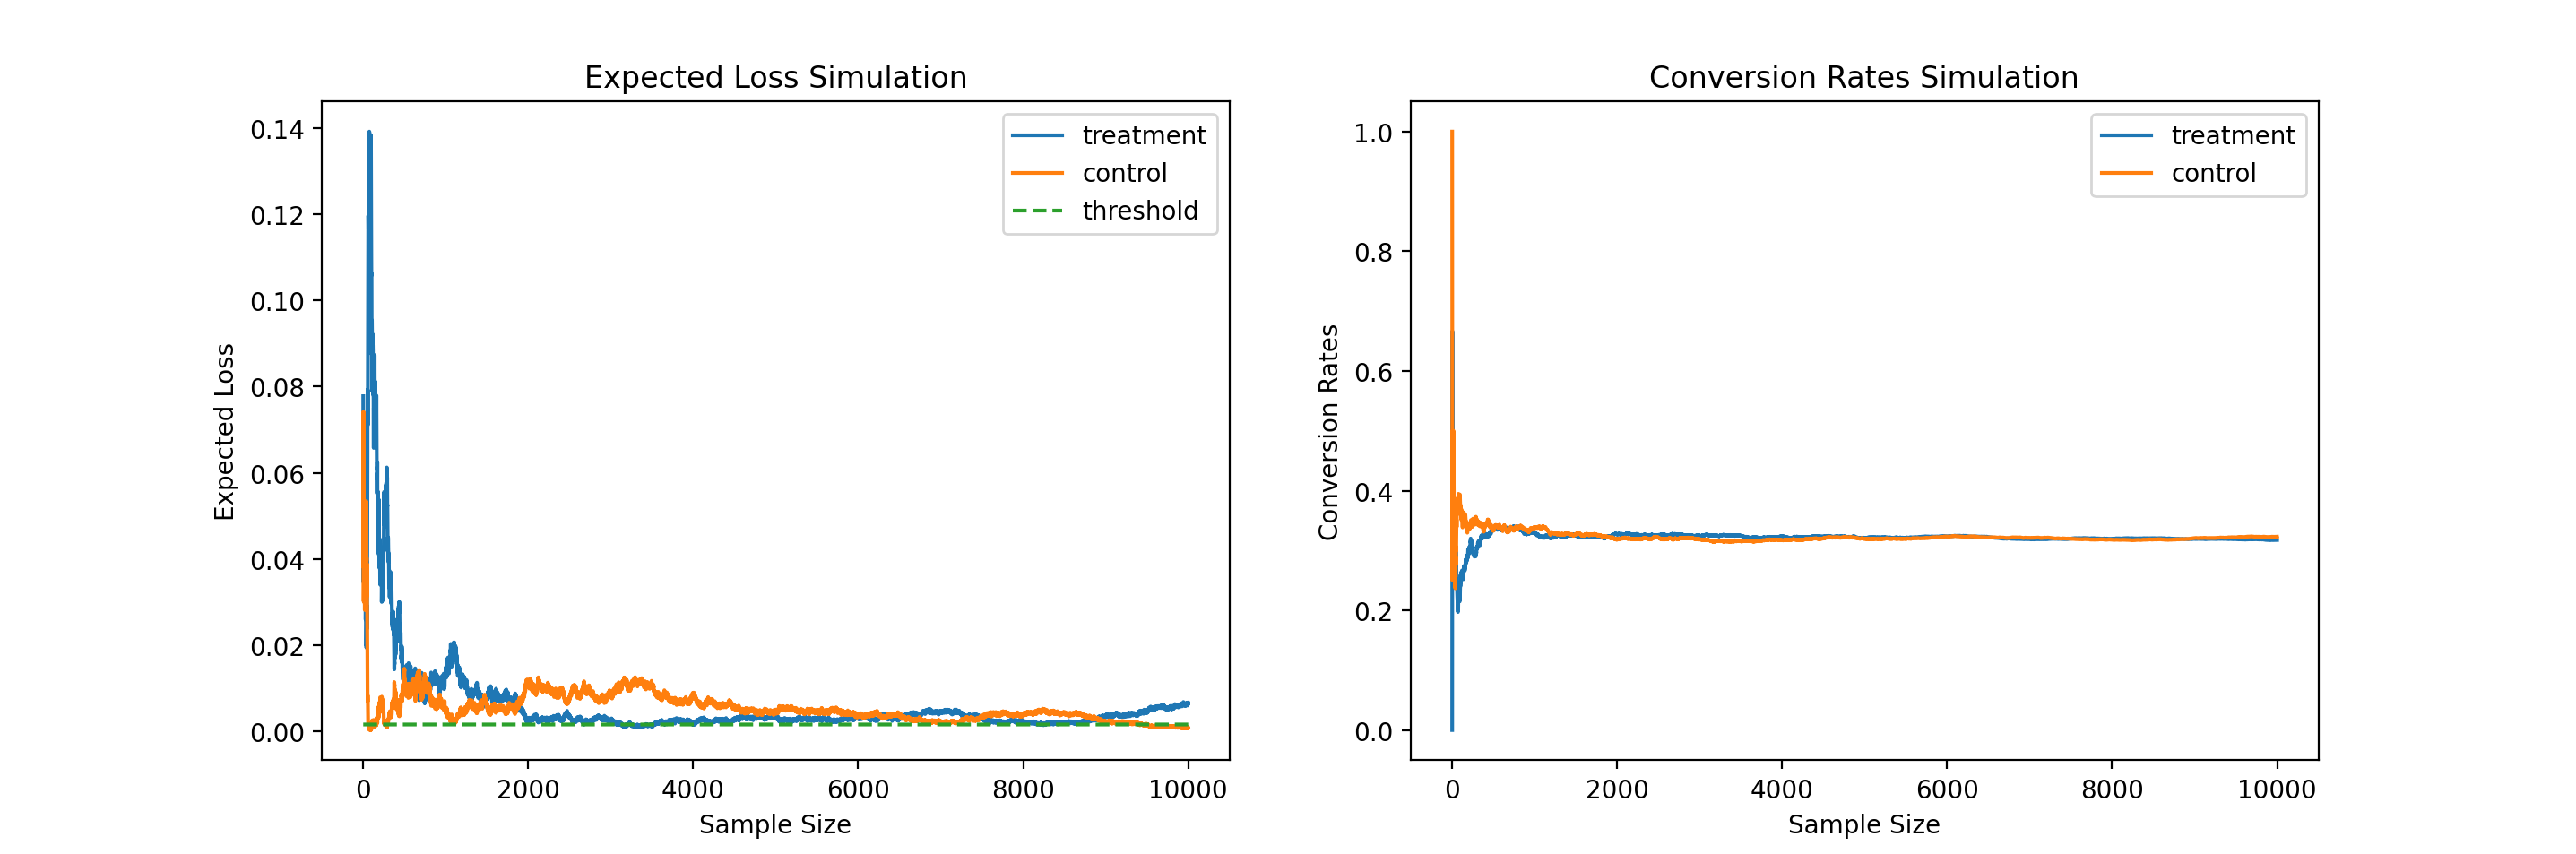 Expected Loss Simulation
Expected Loss
0.14
0.12
0.10
0.08
0.06
0.04
0.02
0.00
0 2000 4000 6000 8000 10000
Sample Size
treatment
control
threshold
Conversion Rates Simulation
Conversion Rates
1.0
0.8
0.6
0.4
0.2
0.0
0 2000 4000 6000 8000 10000
Sample Size
treatment
control